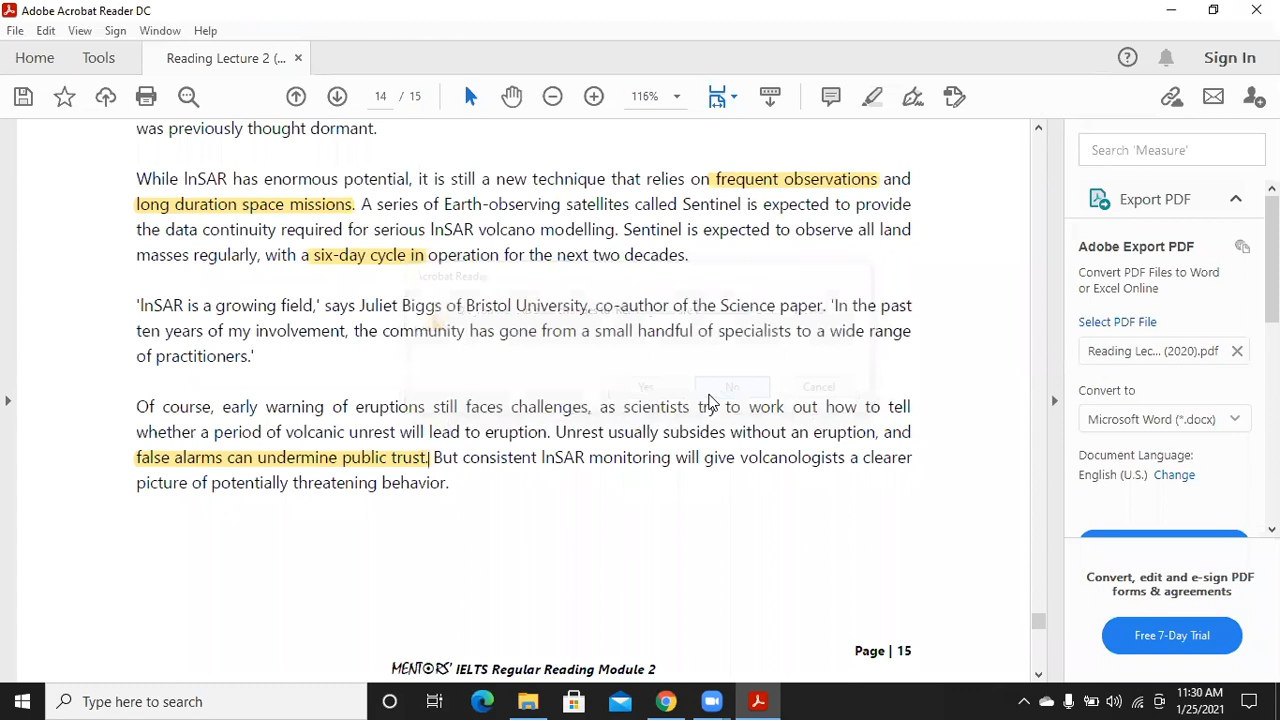 Adobe Acrobat Reader DC
File Edit View Sign Window Help
Home Tools Reading Lecture 2 (... × Sign In
14 / 15 116%
was previously thought dormant.
While lnSAR has enormous potential, it is still a new technique that relies on frequent observations and
long duration space missions. A series of Earth-observing satellites called Sentinel is expected to provide
the data continuity required for serious lnSAR volcano modelling. Sentinel is expected to observe all land
masses regularly, with a six-day cycle in operation for the next two decades.
Acrobat Reader
'lnSAR is a growing field,' says Juliet Biggs of Bristol University, co-author of the Science paper. 'In the past
ten years of my involvement, the community has gone from a small handful of specialists to a wide range
of practitioners.'
Yes No Cancel
Of course, early warning of eruptions still faces challenges, as scientists try to work out how to tell
whether a period of volcanic unrest will lead to eruption. Unrest usually subsides without an eruption, and
false alarms can undermine public trust. But consistent lnSAR monitoring will give volcanologists a clearer
picture of potentially threatening behavior.
Page | 15
MENTORS' IELTS Regular Reading Module 2
Search 'Measure'
Export PDF
Adobe Export PDF
Convert PDF Files to Word
or Excel Online
Select PDF File
Reading Lec... (2020).pdf
Convert to
Microsoft Word (*.docx)
Document Language:
English (U.S.) Change
Convert, edit and e-sign PDF
forms & agreements
Free 7-Day Trial
Type here to search
11:30 AM
1/25/2021